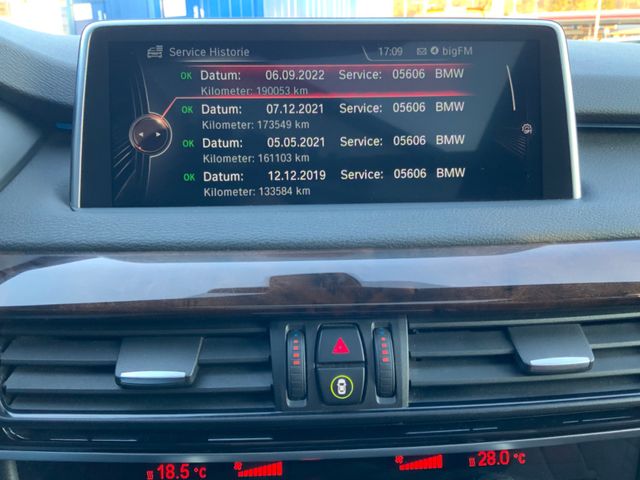 Service Historie 17:09 bigFM
OK Datum: 06.09.2022 Service: 05606 BMW
Kilometer: 190053 km
OK Datum: 07.12.2021 Service: 05606 BMW
Kilometer: 173549 km
OK Datum: 05.05.2021 Service: 05606 BMW
Kilometer: 161103 km
OK Datum: 12.12.2019 Service: 05606 BMW
Kilometer: 133584 km
18.5 °C 28.0 °C